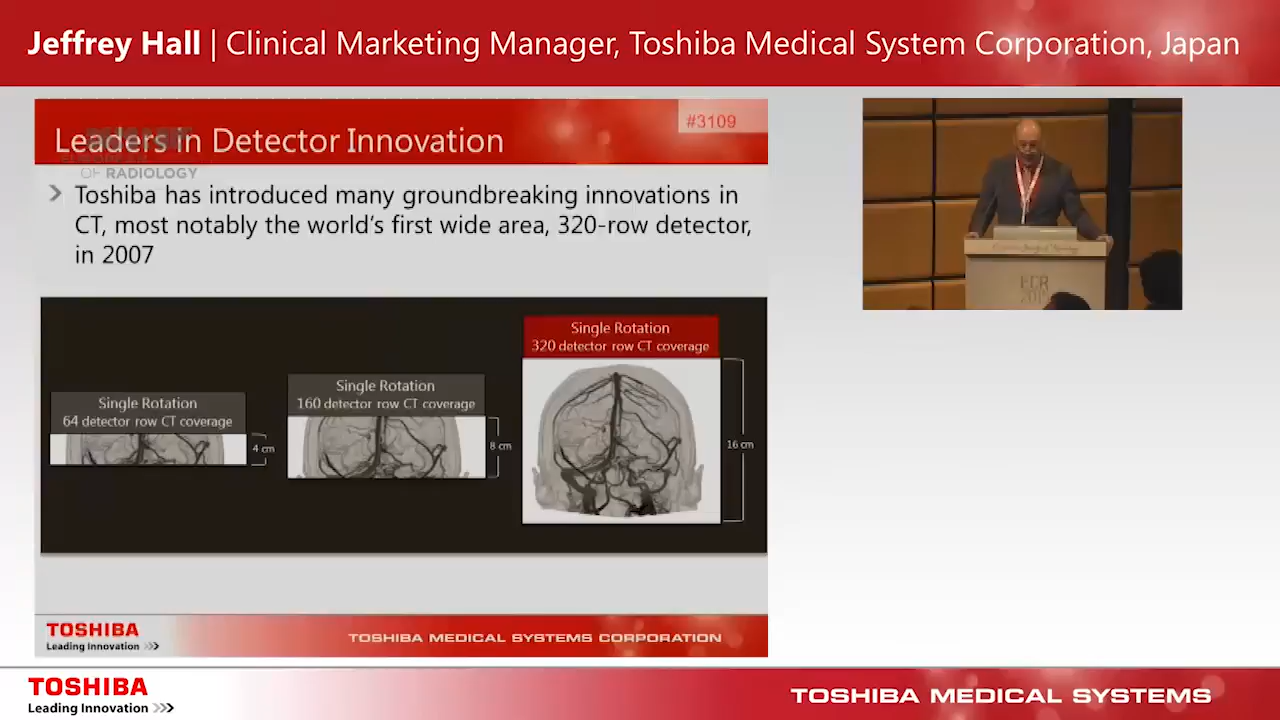 Jeffrey Hall | Clinical Marketing Manager, Toshiba Medical System Corporation, Japan
Leaders in Detector Innovation
#3109
OF RADIOLOGY
Toshiba has introduced many groundbreaking innovations in
CT, most notably the world's first wide area, 320-row detector,
in 2007
Single Rotation
64 detector row CT coverage
4 cm
Single Rotation
160 detector row CT coverage
8 cm
Single Rotation
320 detector row CT coverage
16 cm
ECR
TOSHIBA
Leading Innovation >>>
TOSHIBA MEDICAL SYSTEMS CORPORATION
TOSHIBA
Leading Innovation >>>
TOSHIBA MEDICAL SYSTEMS